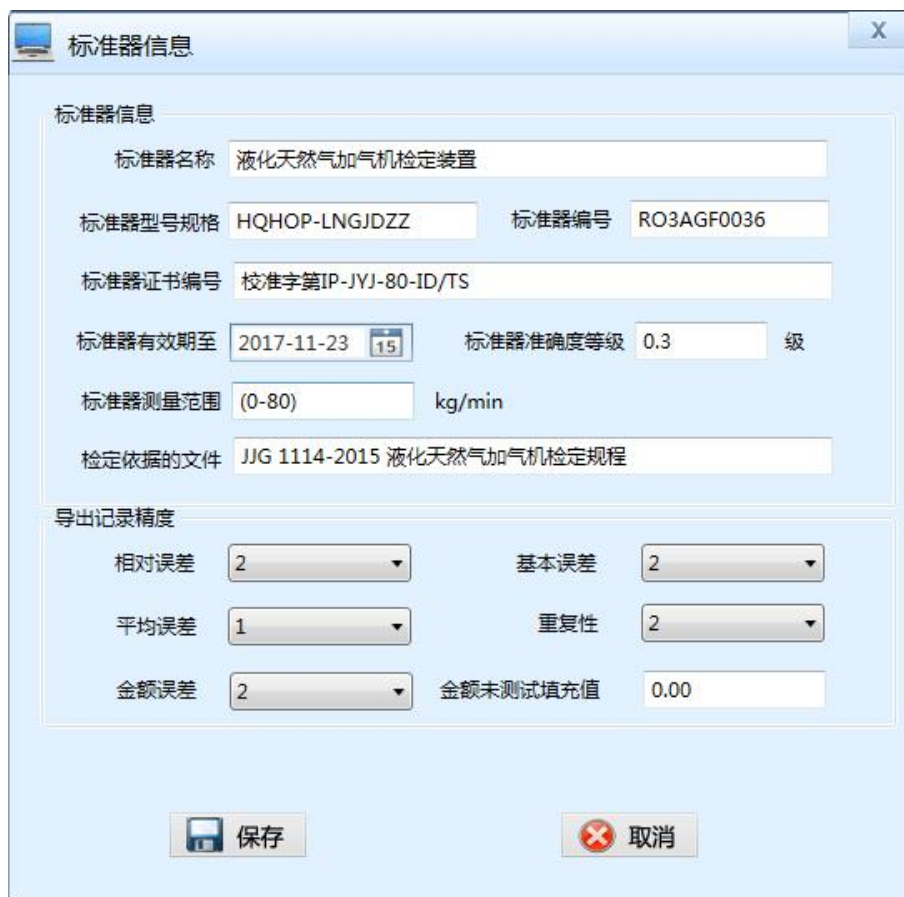 标准器信息
X
标准器信息
标准器名称 液化天然气加气机检定装置
标准器型号规格 HQHOP-LNGJDZZ 标准器编号 RO3AGF0036
标准器证书编号 校准字第IP-JYJ-80-ID/TS
标准器有效期至 2017-11-23 15 标准器准确度等级 0.3 级
标准器测量范围 (0-80) kg/min
检定依据的文件 JJG 1114-2015 液化天然气加气机检定规程
导出记录精度
相对误差 2 基本误差 2
平均误差 1 重复性 2
金额误差 2 金额未测试填充值 0.00
保存 取消